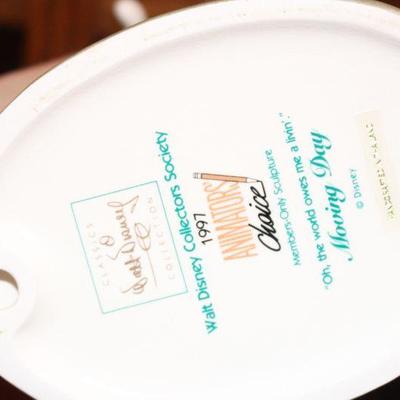 CLASSICS
Walt Disney
COLLECTION
Walt Disney Collectors Society
1997
ANIMATORS'
Choice
Members-Only Sculpture
"Oh, the world owes me a livin'."
Moving Day
© Disney